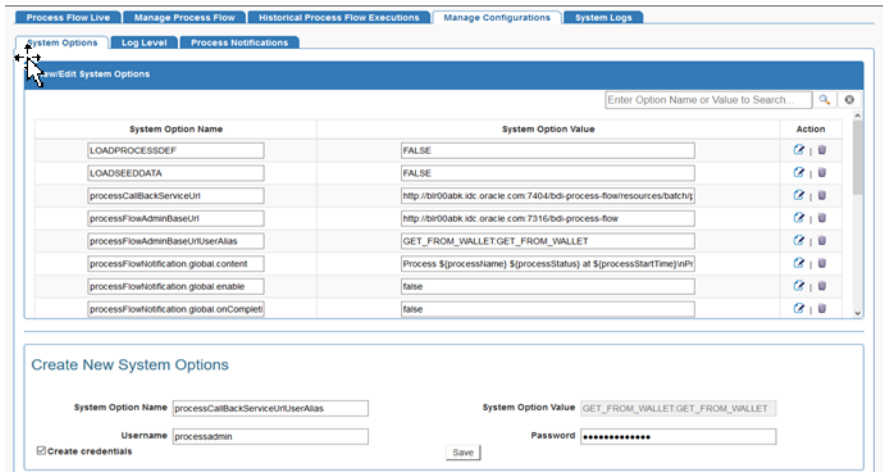 Process Flow Live Manage Process Flow Historical Process Flow Executions Manage Configurations System Logs
System Options Log Level Process Notifications
ew/Edit System Options
Enter Option Name or Value to Search...
System Option Name System Option Value Action
LOADPROCESSDEF FALSE |
LOADSEEDDATA FALSE |
processCallBackServiceUrl http://blr00abk.idc.oracle.com:7404/bdi-process-flow/resources/batch/p |
processFlowAdminBaseUrl http://blr00abk.idc.oracle.com:7316/bdi-process-flow |
processFlowAdminBaseUrlUserAlias GET_FROM_WALLET:GET_FROM_WALLET |
processFlowNotification.global.content Process ${processName} ${processStatus} at ${processStartTime}\nPr |
processFlowNotification.global.enable false |
processFlowNotification.global.onCompleti false |
Create New System Options
System Option Name processCallBackServiceUrlUserAlias System Option Value GET_FROM_WALLET:GET_FROM_WALLET
Username processadmin Password •••••••••••••
Create credentials Save